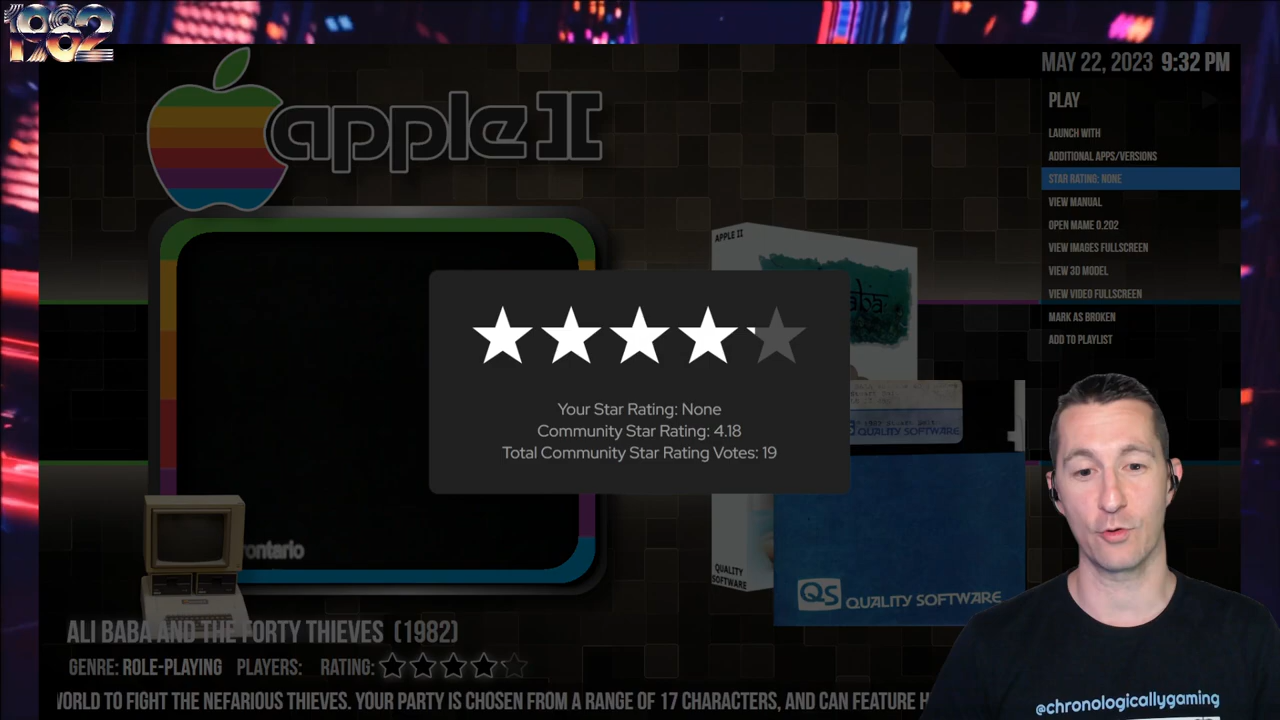 1982
MAY 22, 2023 9:32 PM
apple II
PLAY
LAUNCH WITH
ADDITIONAL APPS/VERSIONS
STAR RATING: NONE
VIEW MANUAL
OPEN MAME 0.202
VIEW IMAGES FULLSCREEN
VIEW 3D MODEL
VIEW VIDEO FULLSCREEN
MARK AS BROKEN
ADD TO PLAYLIST
APPLE II
aba
Your Star Rating: None
Community Star Rating: 4.18
Total Community Star Rating Votes: 19
QUALITY SOFTWARE
rontario
QUALITY
SOFTWARE
QS QUALITY SOFTWARE
ALI BABA AND THE FORTY THIEVES (1982)
GENRE: ROLE-PLAYING PLAYERS: RATING:
WORLD TO FIGHT THE NEFARIOUS THIEVES. YOUR PARTY IS CHOSEN FROM A RANGE OF 17 CHARACTERS, AND CAN FEATURE H
@chronologicallygaming